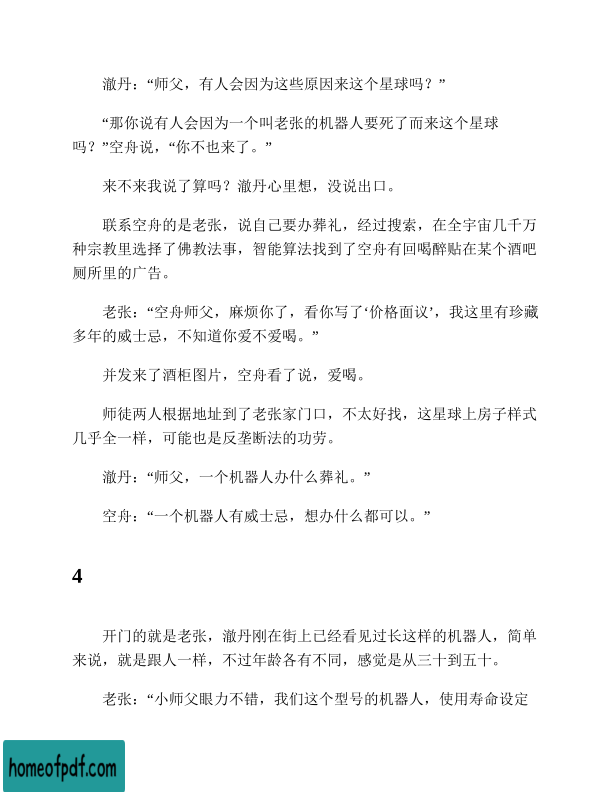 澈丹：“师父，有人会因为这些原因来这个星球吗？”
“那你说有人会因为一个叫老张的机器人要死了而来这个星球
吗？”空舟说，“你不也来了。”
来不来我说了算吗？澈丹心里想，没说出口。
联系空舟的是老张，说自己要办葬礼，经过搜索，在全宇宙几千万
种宗教里选择了佛教法事，智能算法找到了空舟有回喝醉贴在某个酒吧
厕所里的广告。
老张：“空舟师父，麻烦你了，看你写了‘价格面议’，我这里有珍藏
多年的威士忌，不知道你爱不爱喝。”
并发来了酒柜图片，空舟看了说，爱喝。
师徒两人根据地址到了老张家门口，不太好找，这星球上房子样式
几乎全一样，可能也是反垄断法的功劳。
澈丹：“师父，一个机器人办什么葬礼。”
空舟：“一个机器人有威士忌，想办什么都可以。”
4
开门的就是老张，澈丹刚在街上已经看见过长这样的机器人，简单
来说，就是跟人一样，不过年龄各有不同，感觉是从三十到五十。
老张：“小师父眼力不错，我们这个型号的机器人，使用寿命设定
homeofpdf.com